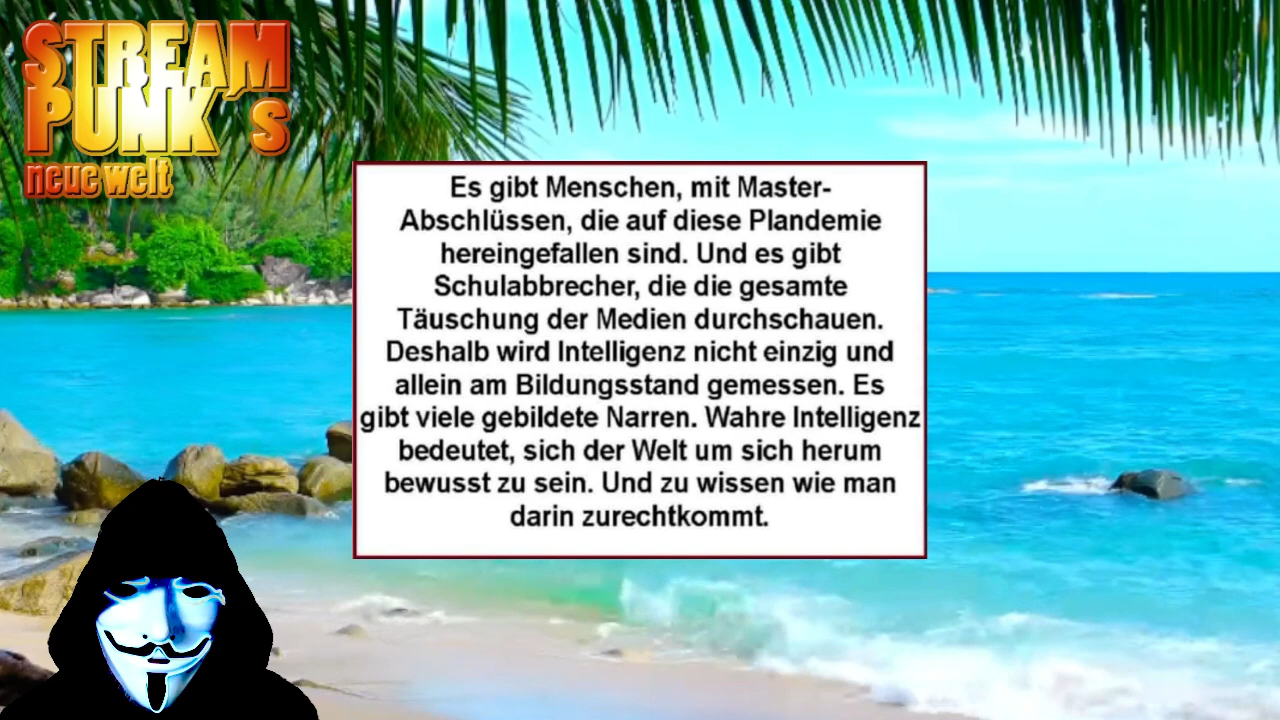 STREAM
PUNK´s
neue welt
Es gibt Menschen, mit Master-
Abschlüssen, die auf diese Plandemie
hereingefallen sind. Und es gibt
Schulabbrecher, die die gesamte
Täuschung der Medien durchschauen.
Deshalb wird Intelligenz nicht einzig und
allein am Bildungsstand gemessen. Es
gibt viele gebildete Narren. Wahre Intelligenz
bedeutet, sich der Welt um sich herum
bewusst zu sein. Und zu wissen wie man
darin zurechtkommt.